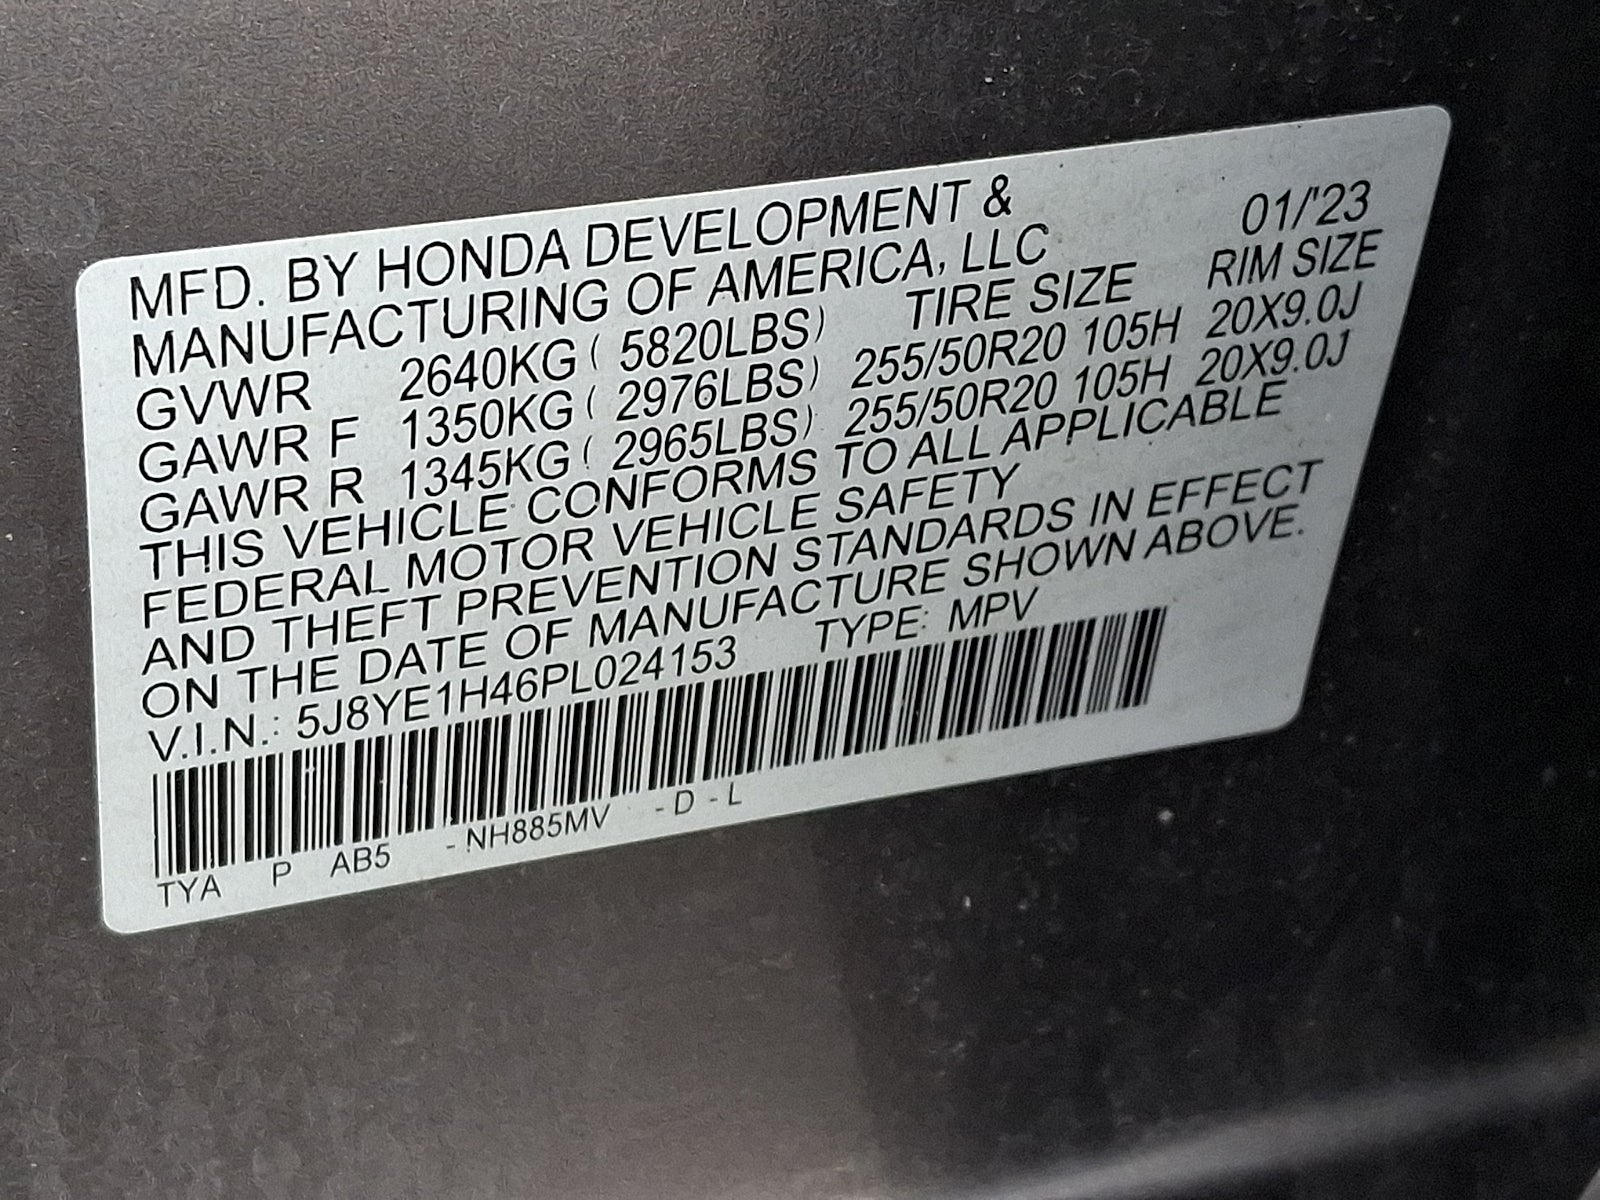 MFD. BY HONDA DEVELOPMENT & 01/'23
MANUFACTURING OF AMERICA, LLC RIM SIZE
GVWR 2640KG ( 5820LBS) TIRE SIZE
GAWR F 1350KG ( 2976LBS) 255/50R20 105H 20X9.0J
GAWR R 1345KG ( 2965LBS) 255/50R20 105H 20X9.0J
THIS VEHICLE CONFORMS TO ALL APPLICABLE
FEDERAL MOTOR VEHICLE SAFETY
AND THEFT PREVENTION STANDARDS IN EFFECT
ON THE DATE OF MANUFACTURE SHOWN ABOVE.
V.I.N.: 5J8YE1H46PL024153 TYPE: MPV
TYA P AB5 - NH885MV - D - L